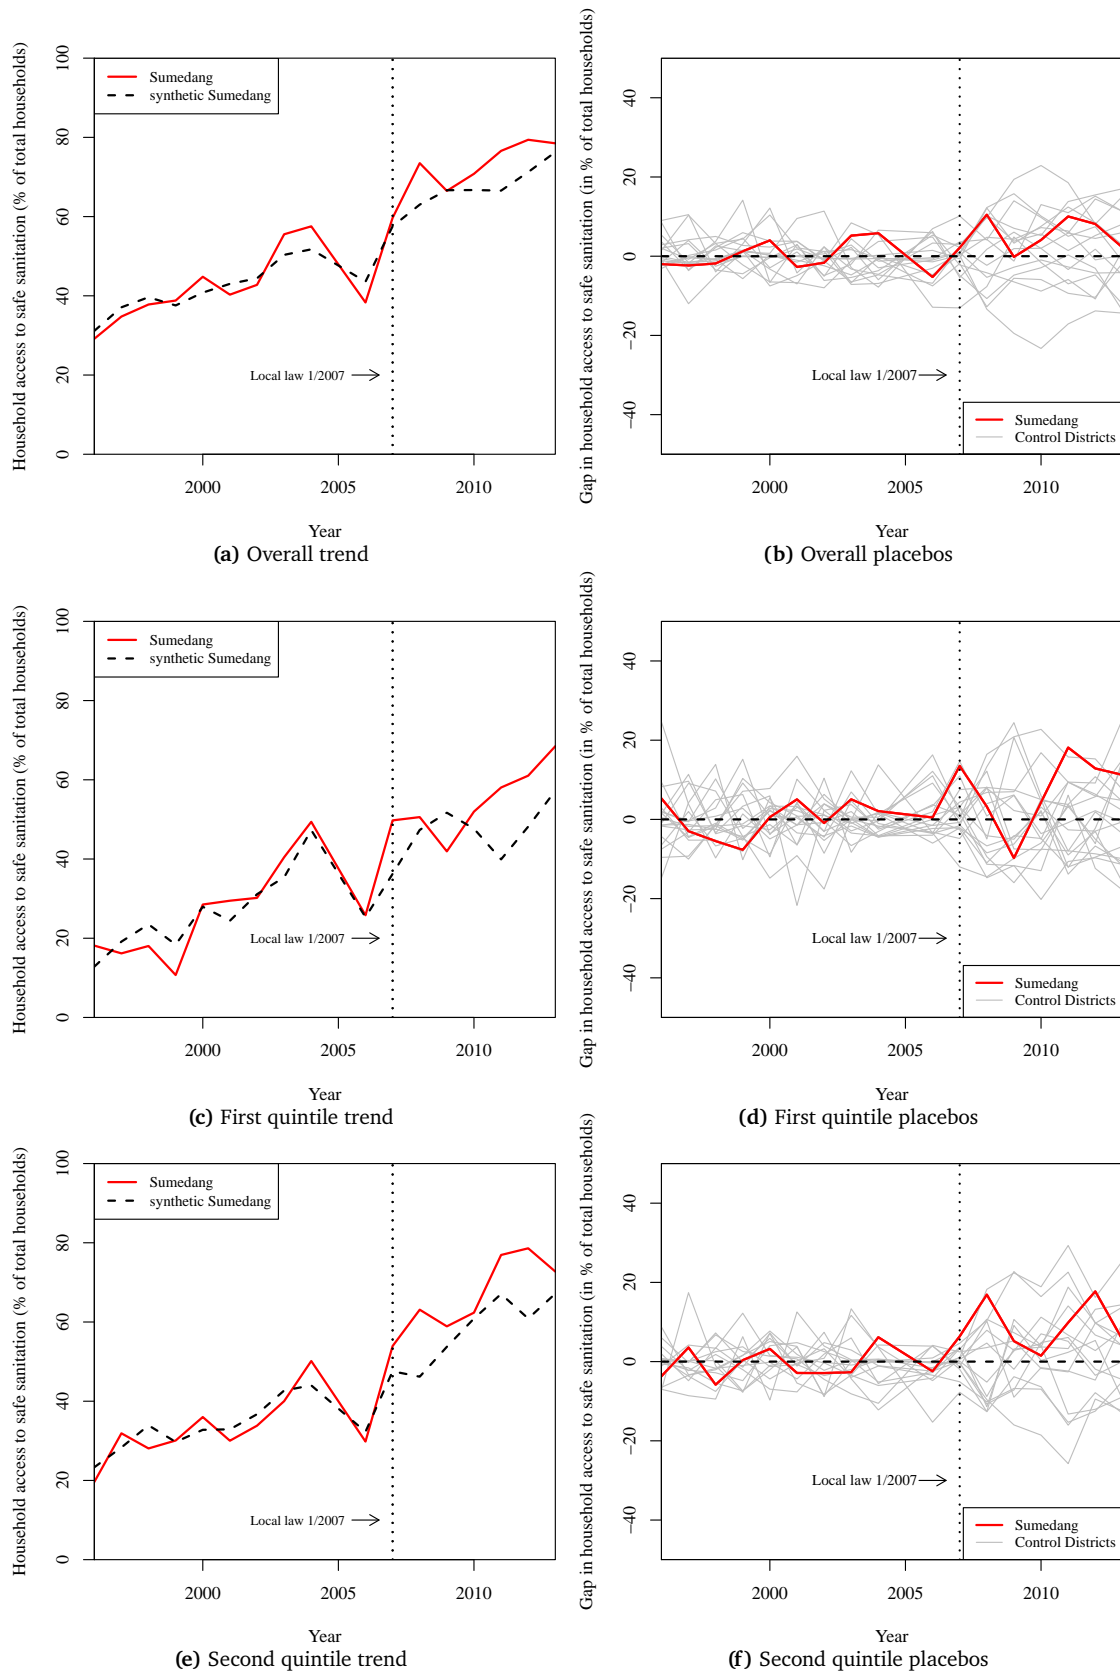 Household access to safe sanitation (% of total households)
100
80
60
40
20
0
Sumedang
synthetic Sumedang
Local law 1/2007
2000
2005
2010
Year
(a) Overall trend
Gap in household access to safe sanitation (in % of total households)
40
20
0
−20
−40
Local law 1/2007
Sumedang
Control Districts
2000
2005
2010
Year
(b) Overall placebos
Household access to safe sanitation (% of total households)
100
80
60
40
20
0
Sumedang
synthetic Sumedang
Local law 1/2007
2000
2005
2010
Year
(c) First quintile trend
Gap in household access to safe sanitation (in % of total households)
40
20
0
−20
−40
Local law 1/2007
Sumedang
Control Districts
2000
2005
2010
Year
(d) First quintile placebos
Household access to safe sanitation (% of total households)
100
80
60
40
20
0
Sumedang
synthetic Sumedang
Local law 1/2007
2000
2005
2010
Year
(e) Second quintile trend
Gap in household access to safe sanitation (in % of total households)
40
20
0
−20
−40
Local law 1/2007
Sumedang
Control Districts
2000
2005
2010
Year
(f) Second quintile placebos